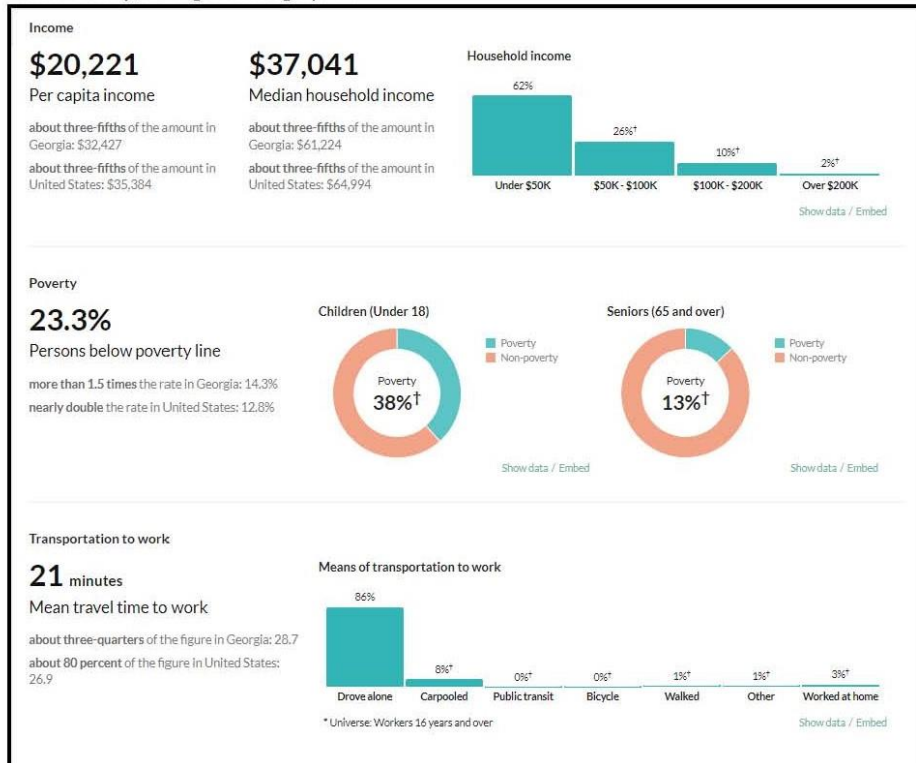 Income
$20,221
Per capita income
about three-fifths of the amount in
Georgia: $32,427
about three-fifths of the amount in
United States: $35,384
$37,041
Median household income
about three-fifths of the amount in
Georgia: $61,224
about three-fifths of the amount in
United States: $64,994
Household income
62%
26%†
10%†
2%†
Under $50K
$50K - $100K
$100K - $200K
Over $200K
Show data / Embed
Poverty
23.3%
Persons below poverty line
more than 1.5 times the rate in Georgia: 14.3%
nearly double the rate in United States: 12.8%
Children (Under 18)
Poverty
Non-poverty
Poverty
38%†
Show data / Embed
Seniors (65 and over)
Poverty
Non-poverty
Poverty
13%†
Show data / Embed
Transportation to work
21 minutes
Mean travel time to work
about three-quarters of the figure in Georgia: 28.7
about 80 percent of the figure in United States:
26.9
Means of transportation to work
86%
8%†
0%†
0%†
1%†
1%†
3%†
Drove alone
Carpooled
Public transit
Bicycle
Walked
Other
Worked at home
* Universe: Workers 16 years and over
Show data / Embed